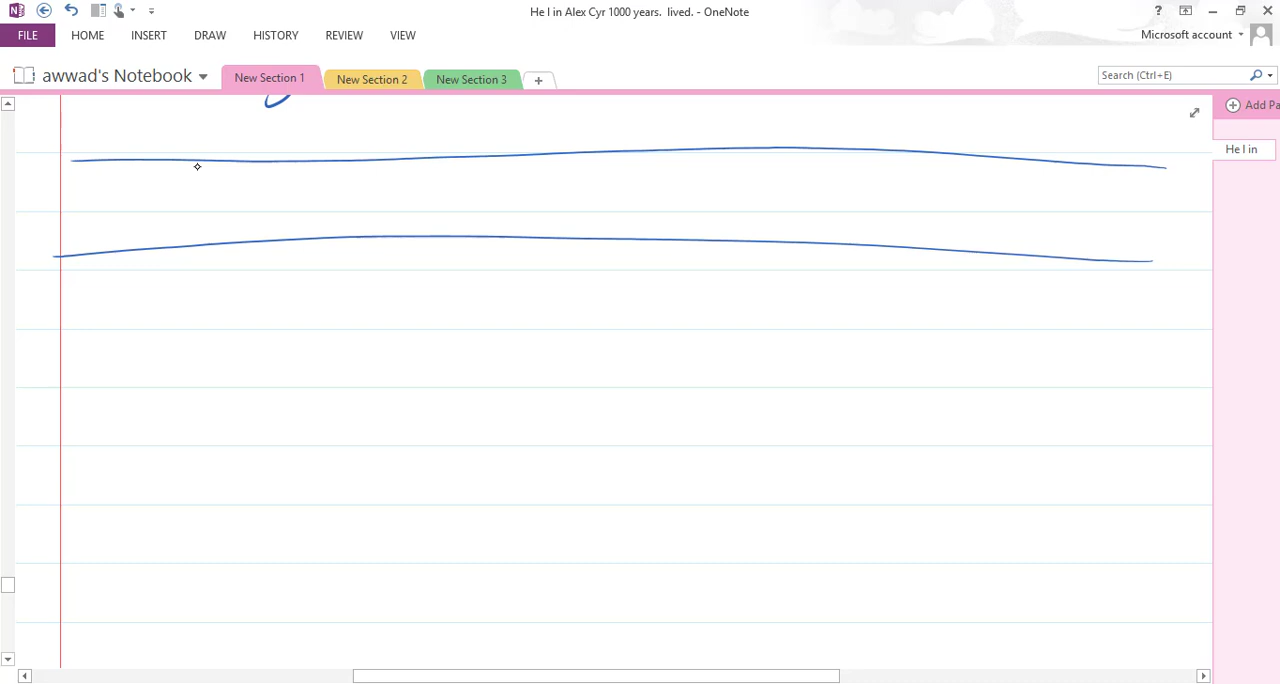 He I in Alex Cyr 1000 years.  lived. - OneNote
?
FILE HOME INSERT DRAW HISTORY REVIEW VIEW
Microsoft account
awwad's Notebook
New Section 1
New Section 2
New Section 3
Search (Ctrl+E)
Add Pa
He I in